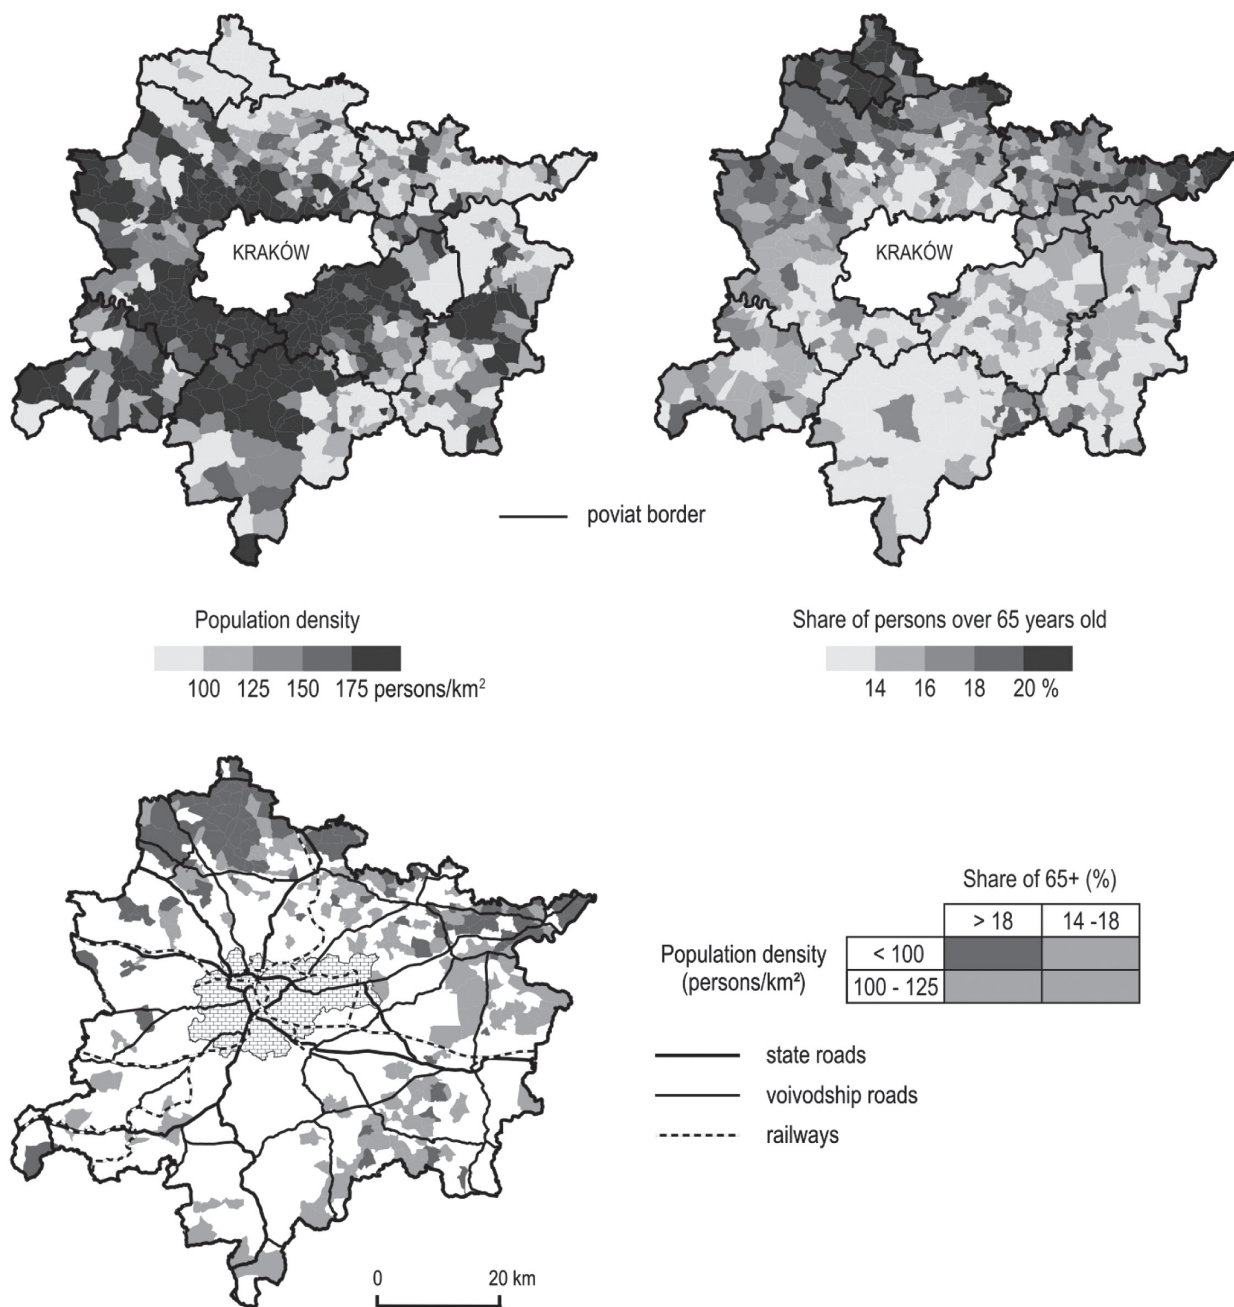 KRAKÓW
KRAKÓW
poviat border
Population density
100 125 150 175 persons/km²
Share of persons over 65 years old
14 16 18 20 %
Share of 65+ (%)
> 18 14 -18
Population density
(persons/km²)
< 100
100 - 125
state roads
voivodship roads
railways
0 20 km